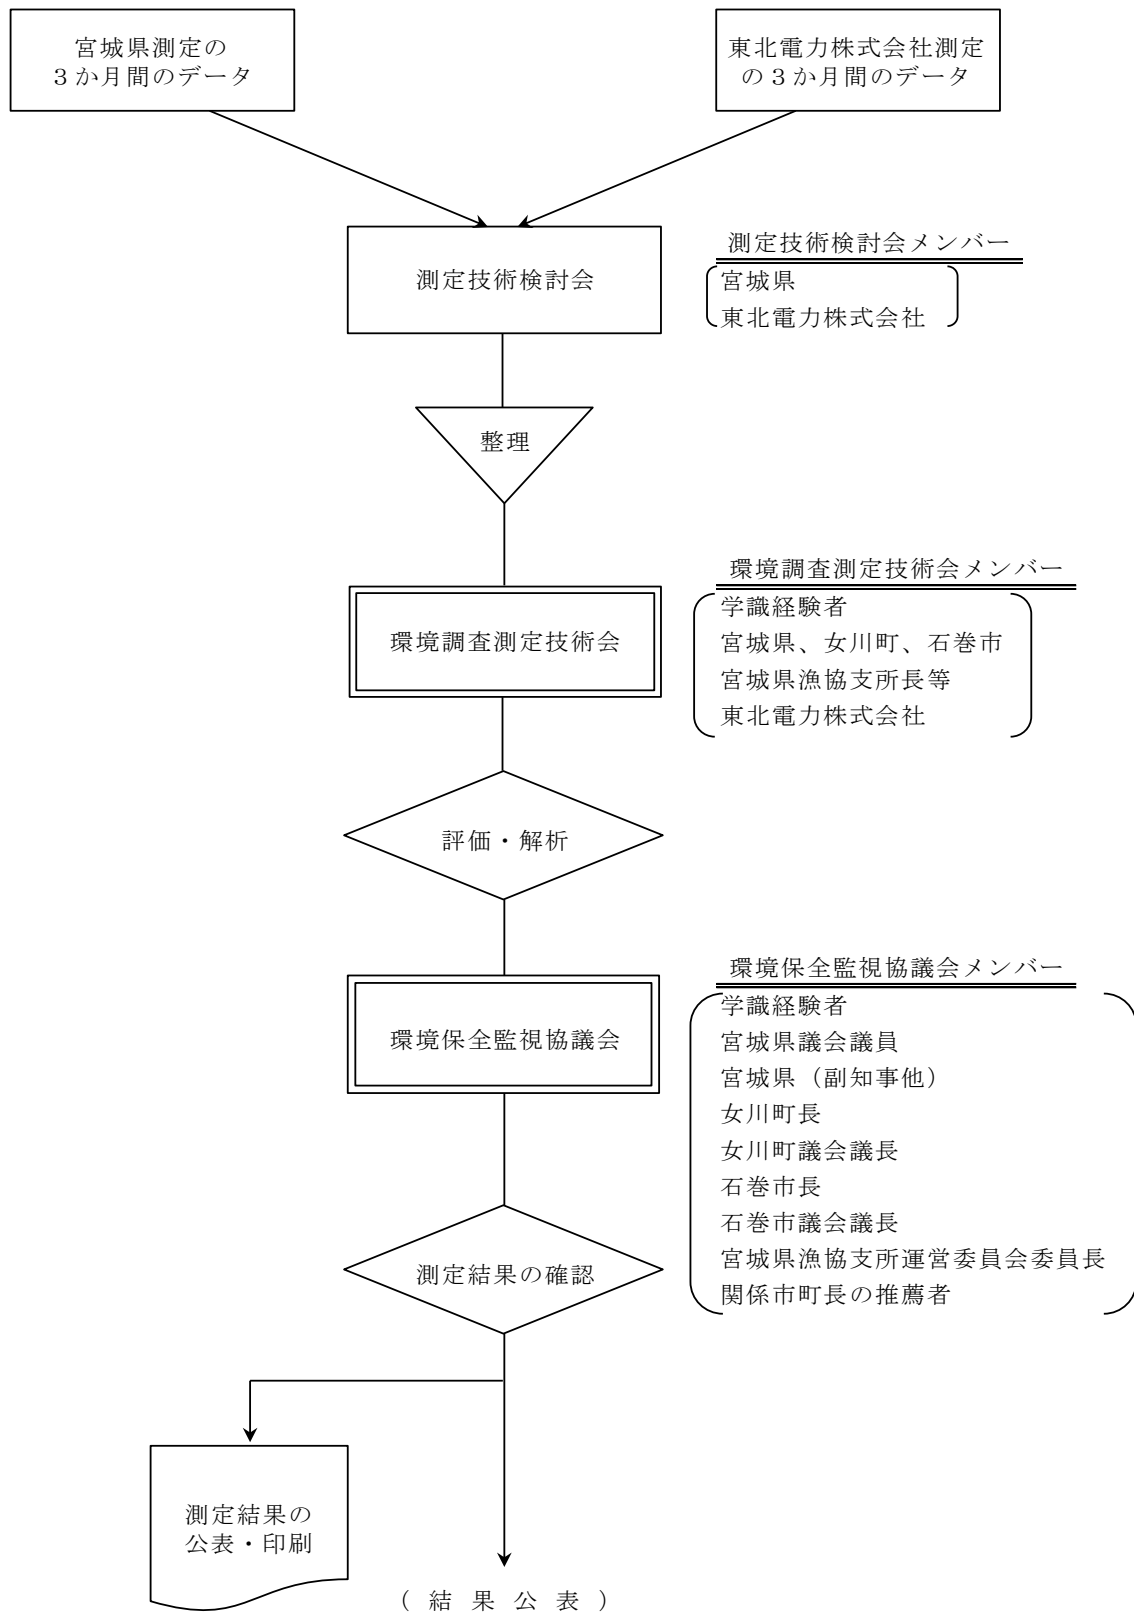 宮城県測定の
３か月間のデータ
東北電力株式会社測定
の３か月間のデータ
測定技術検討会
測定技術検討会メンバー
宮城県
東北電力株式会社
整理
環境調査測定技術会
環境調査測定技術会メンバー
学識経験者
宮城県、女川町、石巻市
宮城県漁協支所長等
東北電力株式会社
評価・解析
環境保全監視協議会
環境保全監視協議会メンバー
学識経験者
宮城県議会議員
宮城県（副知事他）
女川町長
女川町議会議長
石巻市長
石巻市議会議長
宮城県漁協支所運営委員会委員長
関係市町長の推薦者
測定結果の確認
測定結果の
公表・印刷
（ 結 果 公 表 ）